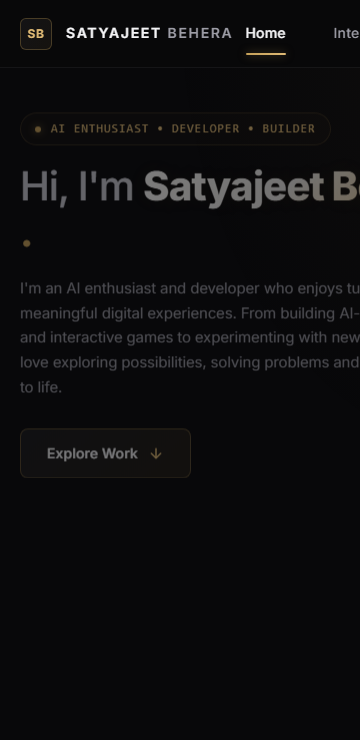 SB SATYAJEET BEHERA Home
AI ENTHUSIAST • DEVELOPER • BUILDER
Hi, I'm Satyajeet
I'm an AI enthusiast and developer who enjoys
meaningful digital experiences. From building AI-
and interactive games to experimenting with new
love exploring possibilities, solving problems and
to life.
Explore Work ↓